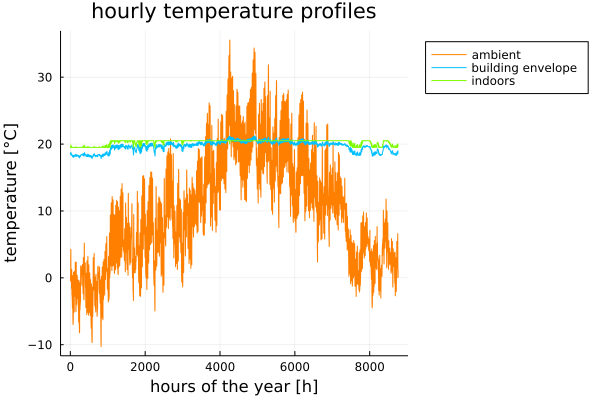 hourly temperature profiles
ambient
building envelope
indoors
temperature [°C]
30
20
10
0
−10
0 2000 4000 6000 8000
hours of the year [h]